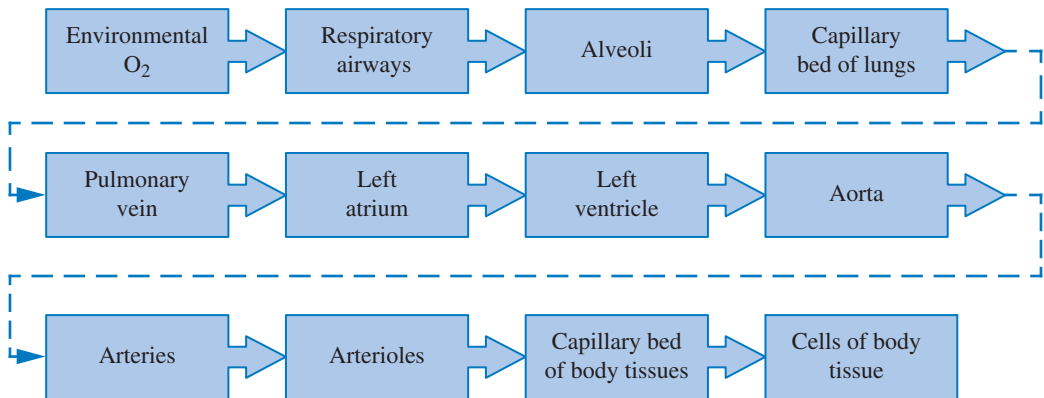 Environmental
O₂
Respiratory
airways
Alveoli
Capillary
bed of lungs
Pulmonary
vein
Left
atrium
Left
ventricle
Aorta
Arteries
Arterioles
Capillary bed
of body tissues
Cells of body
tissue